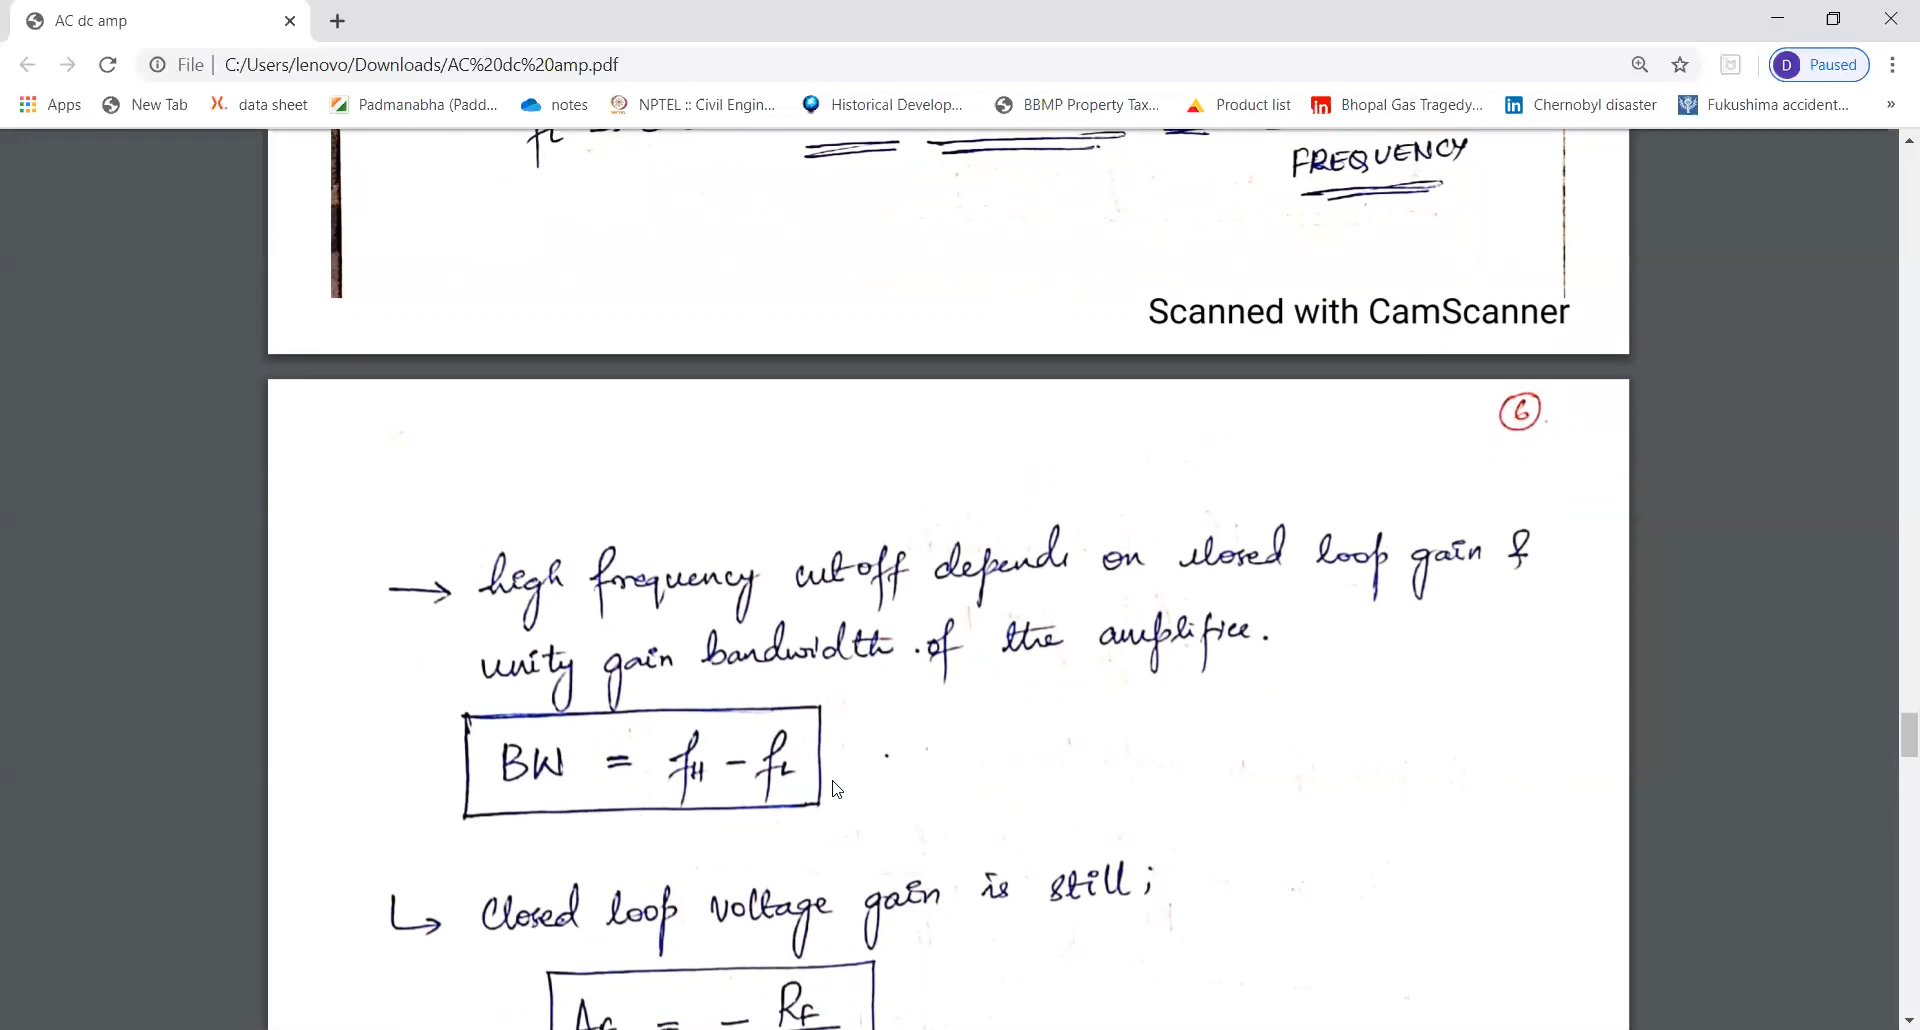 AC dc amp
File
C:/Users/lenovo/Downloads/AC%20dc%20amp.pdf
D Paused
Apps
New Tab
data sheet
Padmanabha (Padd...
notes
NPTEL :: Civil Engin...
Historical Develop...
BBMP Property Tax...
Product list
Bhopal Gas Tragedy...
Chernobyl disaster
Fukushima accident...
»
FREQUENCY
Scanned with CamScanner
6
→ high frequency cutoff depends on closed loop gain &
unity gain bandwidth of the amplifier.
BW = fH - fL
↳ Closed loop voltage gain is still;
= - RF